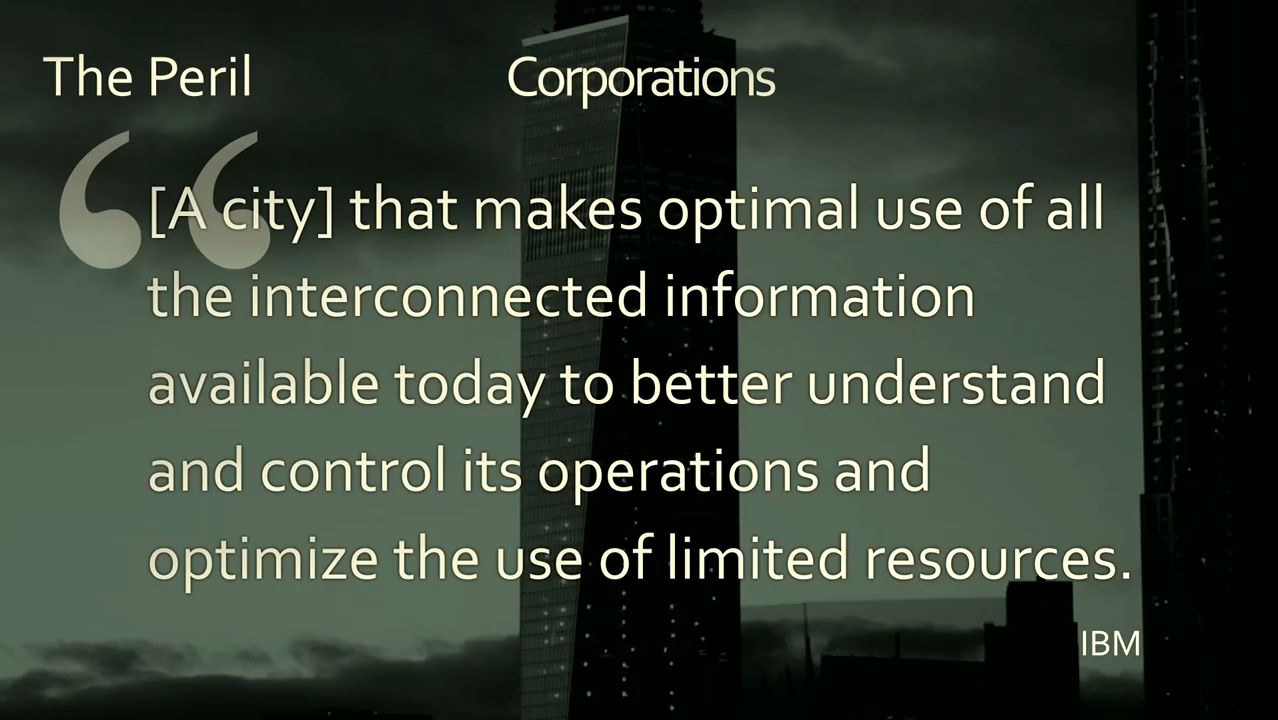 The Peril
Corporations
“[A city] that makes optimal use of all
the interconnected information
available today to better understand
and control its operations and
optimize the use of limited resources.
IBM